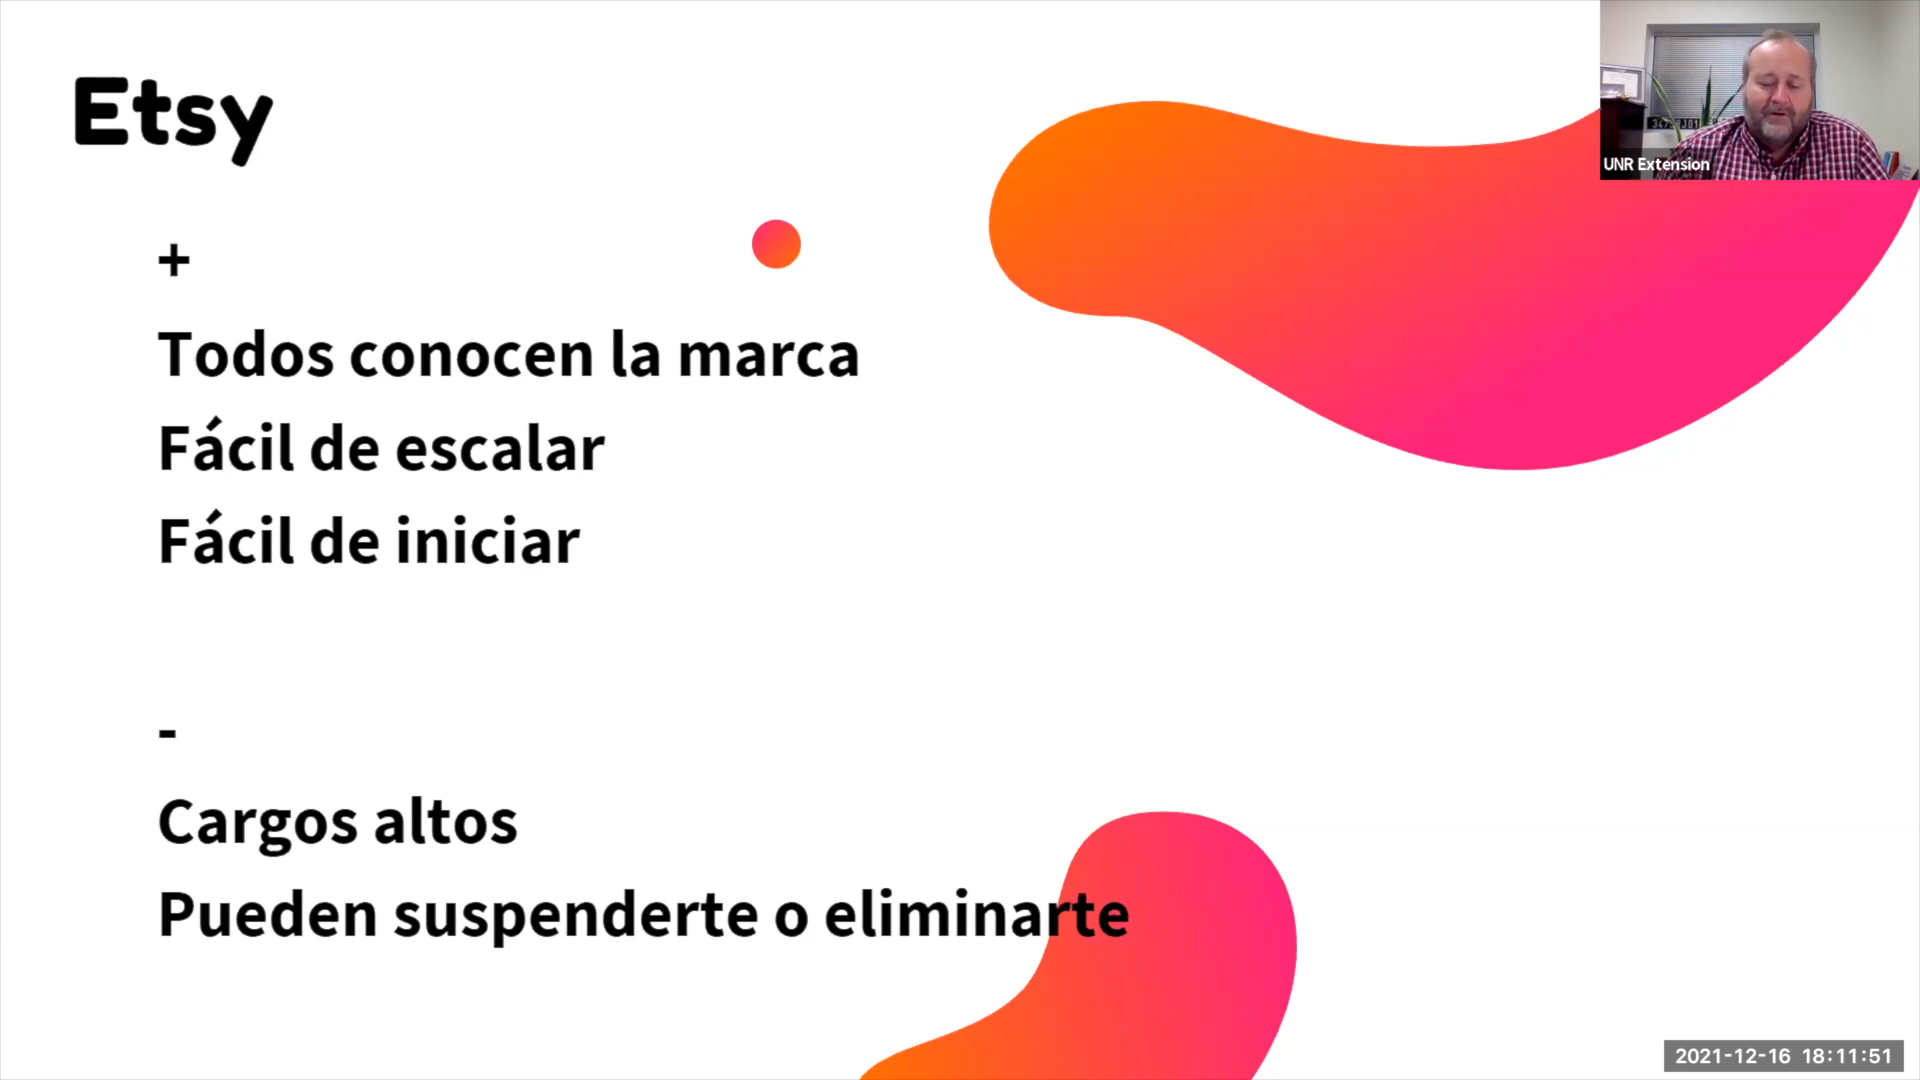 Etsy
+
Todos conocen la marca
Fácil de escalar
Fácil de iniciar
-
Cargos altos
Pueden suspenderte o eliminarte
UNR Extension
2021-12-16 18:11:51